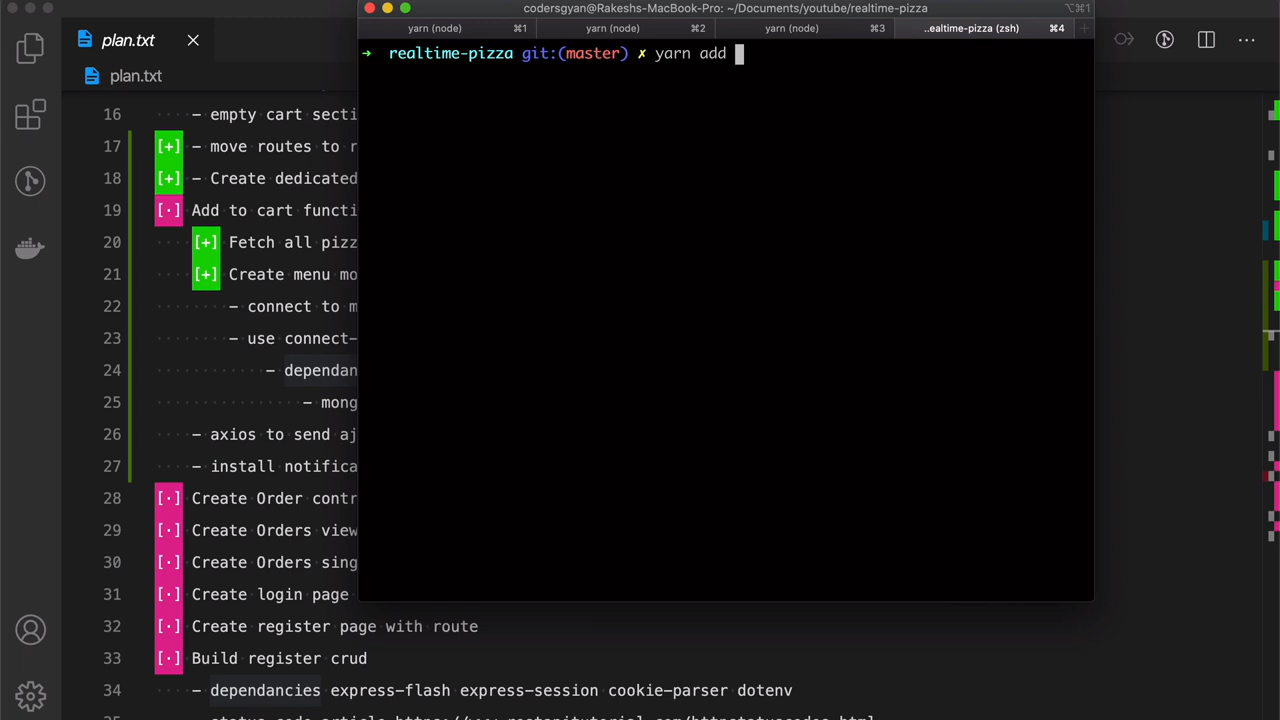 codersgyan@Rakeshs-MacBook-Pro: ~/Documents/youtube/realtime-pizza
⌥⌘1
yarn (node) ⌘1
yarn (node) ⌘2
yarn (node) ⌘3
..ealtime-pizza (zsh) ⌘4
→ realtime-pizza git:(master) ✗ yarn add
plan.txt
plan.txt
16 - empty cart secti
17 [+] - move routes to r
18 [+] - Create dedicated
19 [·] Add to cart functi
20 [+] Fetch all pizz
21 [+] Create menu mo
22 - connect to m
23 - use connect-
24 - dependan
25 - mong
26 - axios to send aj
27 - install notifica
28 [·] Create Order contr
29 [·] Create Orders view
30 [·] Create Orders sing
31 [·] Create login page
32 [·] Create register page with route
33 [·] Build register crud
34 - dependancies express-flash express-session cookie-parser dotenv